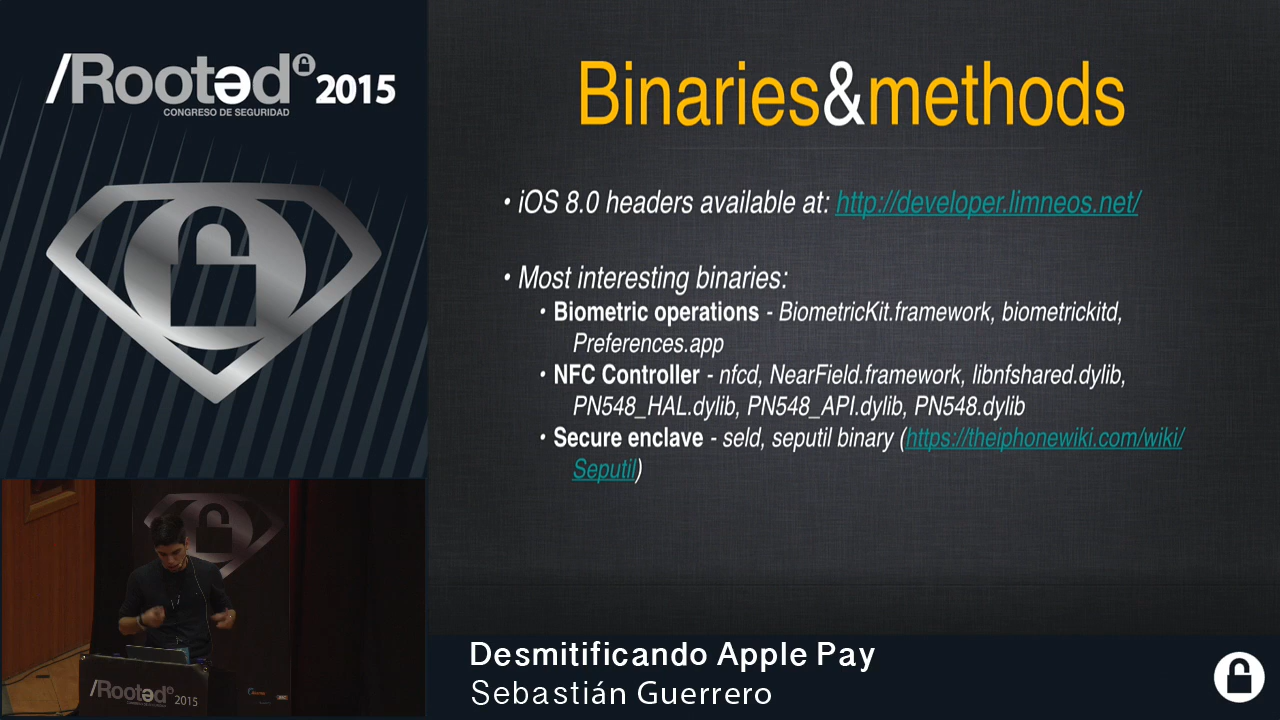 /Rootəd 2015
CONGRESO DE SEGURIDAD
Binaries&methods
• iOS 8.0 headers available at: http://developer.limneos.net/
• Most interesting binaries:
• Biometric operations - BiometricKit.framework, biometrickitd,
Preferences.app
• NFC Controller - nfcd, NearField.framework, libnfshared.dylib,
PN548_HAL.dylib, PN548_API.dylib, PN548.dylib
• Secure enclave - seld, seputil binary (https://theiphonewiki.com/wiki/
Seputil)
/Rootəd 2015
Desmitificando Apple Pay
Sebastián Guerrero